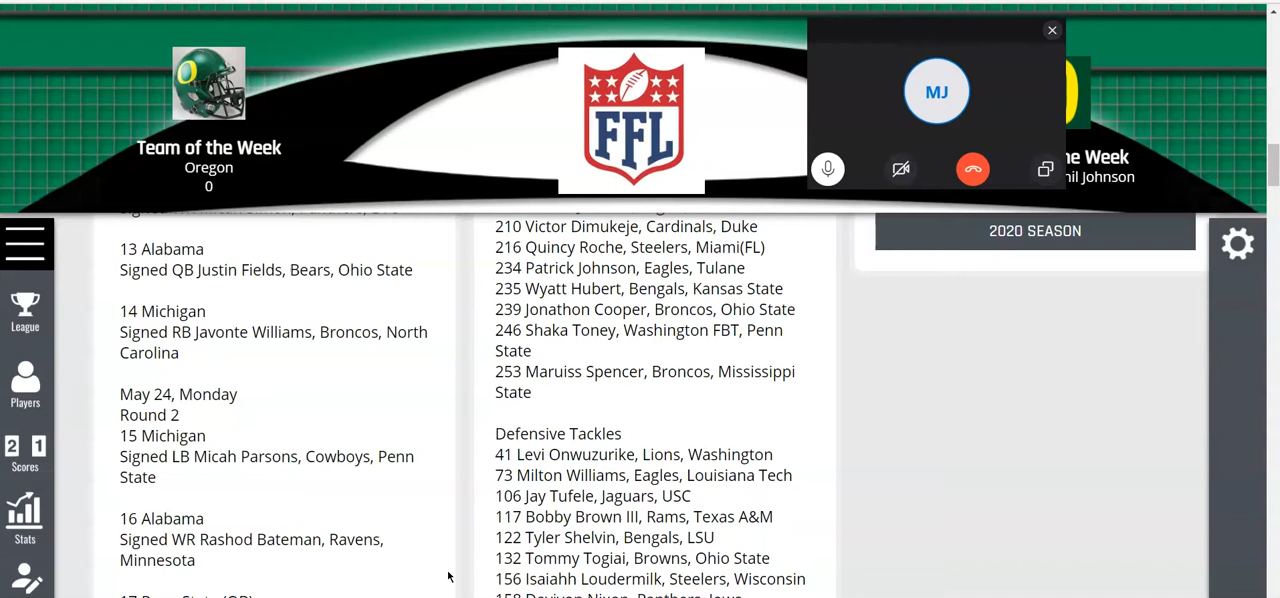 Team of the Week
Oregon
0
FFL
MJ
he Week
il Johnson
League
Players
2 1
Scores
Stats
13 Alabama
Signed QB Justin Fields, Bears, Ohio State
14 Michigan
Signed RB Javonte Williams, Broncos, North
Carolina
May 24, Monday
Round 2
15 Michigan
Signed LB Micah Parsons, Cowboys, Penn
State
16 Alabama
Signed WR Rashod Bateman, Ravens,
Minnesota
210 Victor Dimukeje, Cardinals, Duke
216 Quincy Roche, Steelers, Miami(FL)
234 Patrick Johnson, Eagles, Tulane
235 Wyatt Hubert, Bengals, Kansas State
239 Jonathon Cooper, Broncos, Ohio State
246 Shaka Toney, Washington FBT, Penn
State
253 Maruiss Spencer, Broncos, Mississippi
State
Defensive Tackles
41 Levi Onwuzurike, Lions, Washington
73 Milton Williams, Eagles, Louisiana Tech
106 Jay Tufele, Jaguars, USC
117 Bobby Brown III, Rams, Texas A&M
122 Tyler Shelvin, Bengals, LSU
132 Tommy Togiai, Browns, Ohio State
156 Isaiahh Loudermilk, Steelers, Wisconsin
2020 SEASON